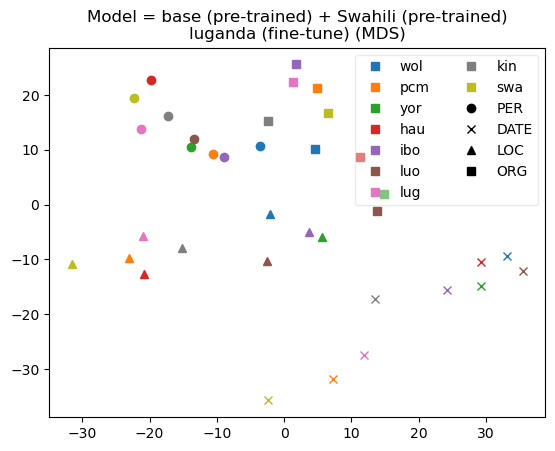 Model = base (pre-trained) + Swahili (pre-trained)
luganda (fine-tune) (MDS)
wol kin
pcm swa
yor PER
hau DATE
ibo LOC
luo ORG
lug
20
10
0
−10
−20
−30
−30 −20 −10 0 10 20 30